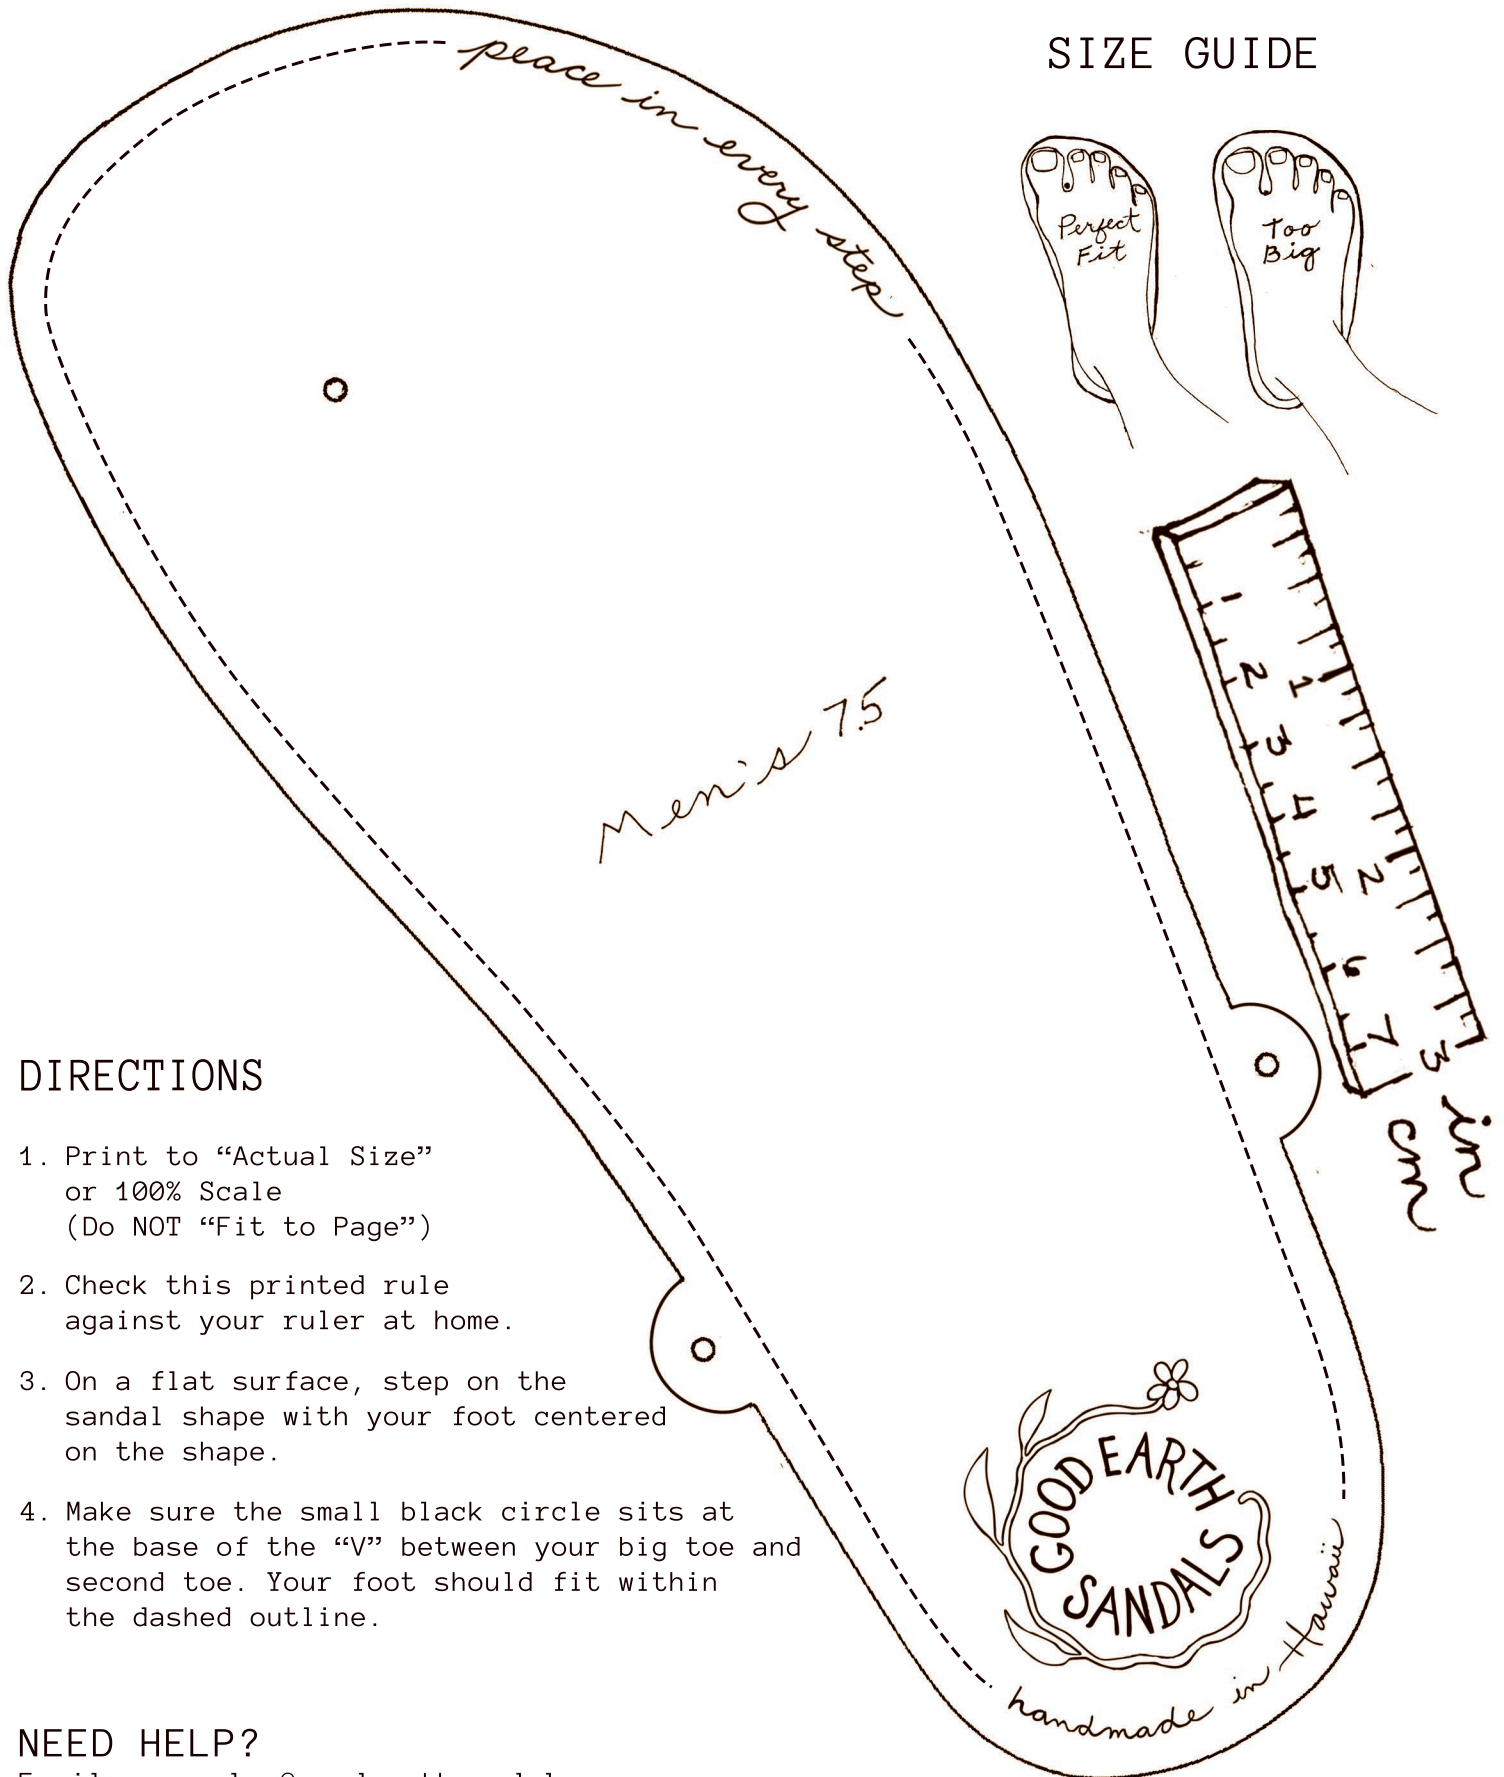 peace in every step
SIZE GUIDE
Perfect
Fit
Too
Big
1
2
3
4
5
6
7
1
2
3
in
cm
Men's 7.5
DIRECTIONS
1. Print to “Actual Size”
or 100% Scale
(Do NOT “Fit to Page”)
2. Check this printed rule
against your ruler at home.
3. On a flat surface, step on the
sandal shape with your foot centered
on the shape.
4. Make sure the small black circle sits at
the base of the “V” between your big toe and
second toe. Your foot should fit within
the dashed outline.
GOOD EARTH
SANDALS
handmade in Hawaii
NEED HELP?